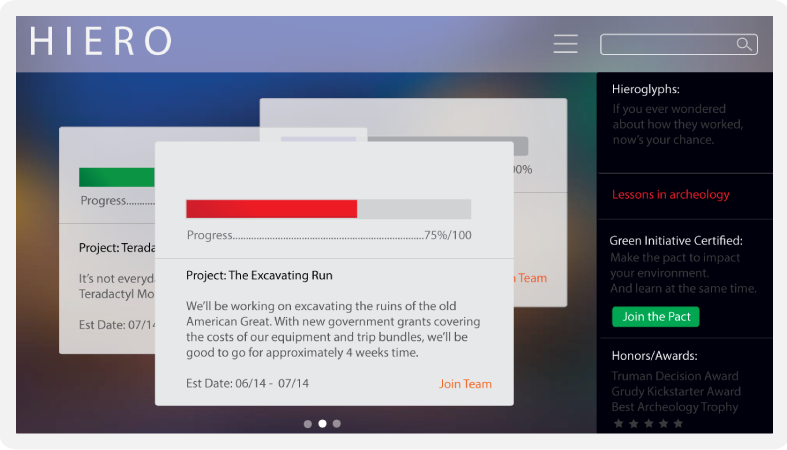 HIERO
Progress............
Project: Terada
It's not everyd
Teradactyl Mo
Est Date: 07/14
00%
Team
Progress..........................................................................75%/100
Project: The Excavating Run
We'll be working on excavating the ruins of the old
American Great. With new government grants covering
the costs of our equipment and trip bundles, we'll be
good to go for approximately 4 weeks time.
Est Date: 06/14 - 07/14
Join Team
Hieroglyphs:
If you ever wondered
about how they worked,
now's your chance.
Lessons in archeology
Green Initiative Certified:
Make the pact to impact
your environment.
And learn at the same time.
Join the Pact
Honors/Awards:
Truman Decision Award
Grudy Kickstarter Award
Best Archeology Trophy